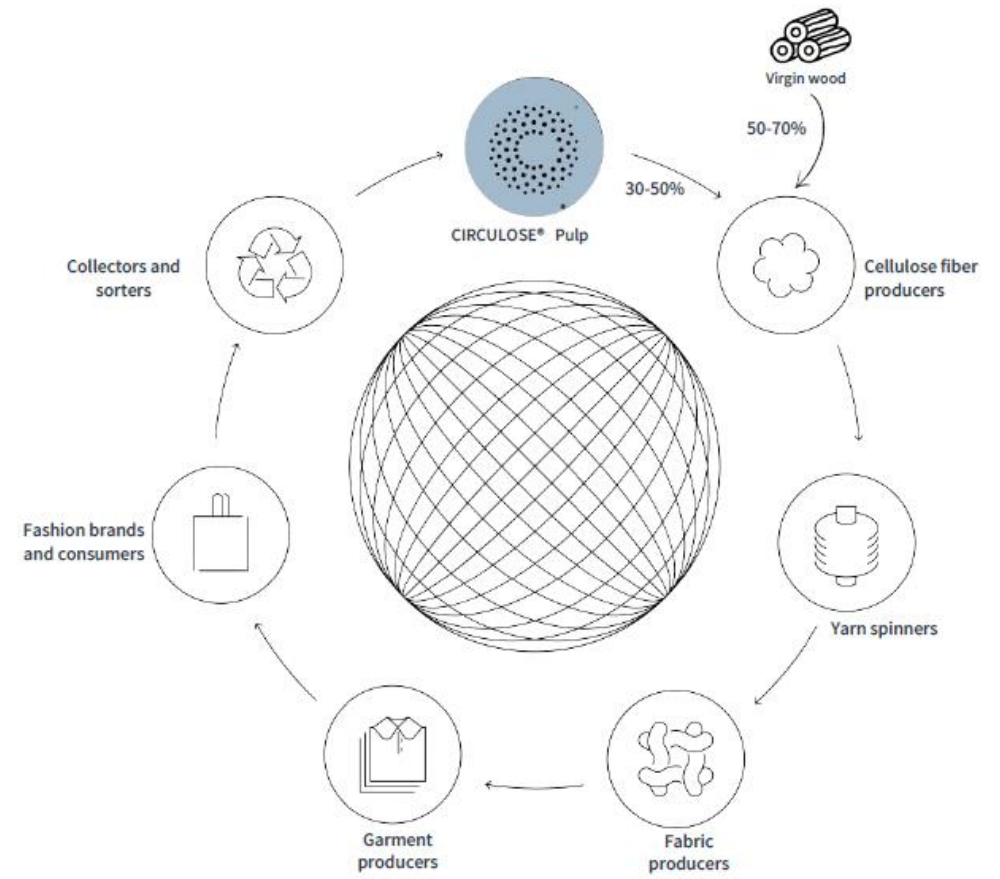 Virgin wood
50-70%
30-50%
CIRCULOSE® Pulp
Collectors and
sorters
Cellulose fiber
producers
Fashion brands
and consumers
Yarn spinners
Garment
producers
Fabric
producers